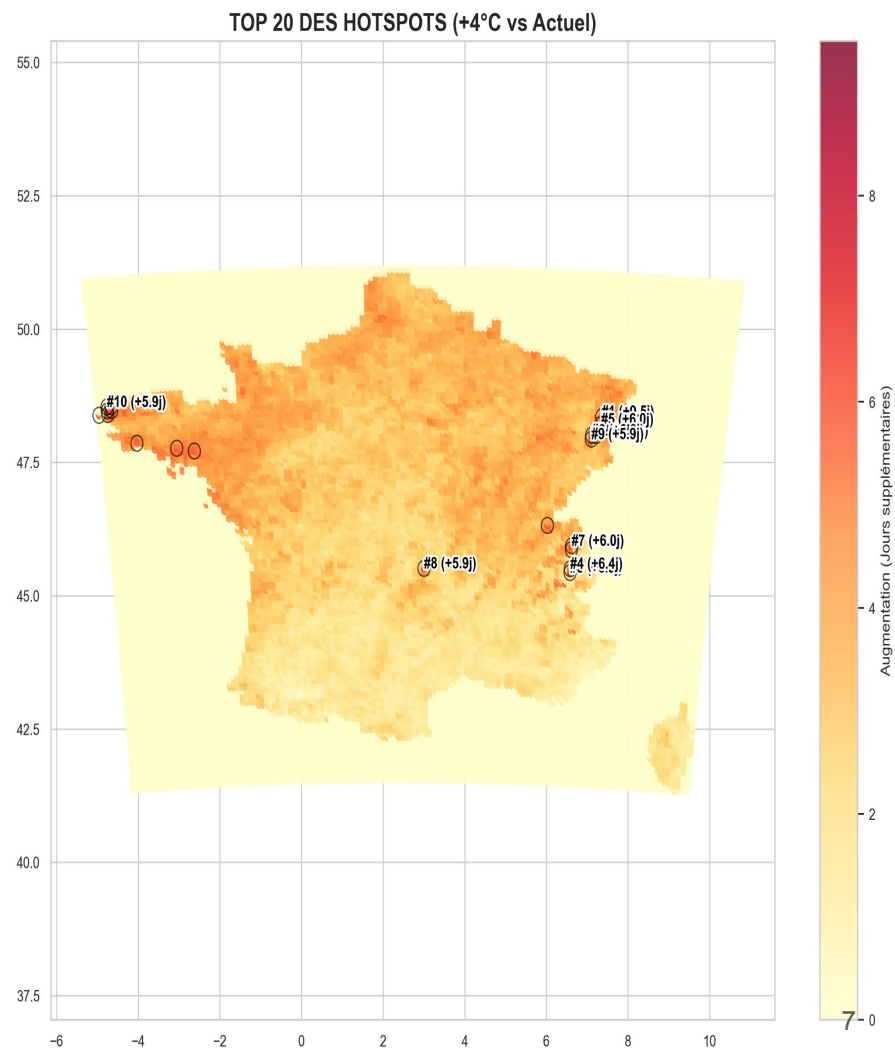 TOP 20 DES HOTSPOTS (+4°C vs Actuel)
55.0
52.5
50.0
47.5
45.0
42.5
40.0
37.5
−6
−4
−2
0
2
4
6
8
10
#10 (+5.9j)
#5 (+6.0j)
#9 (+5.9j)
#7 (+6.0j)
#4 (+6.4j)
#8 (+5.9j)
8
6
4
2
0
Augmentation (Jours supplémentaires)
7